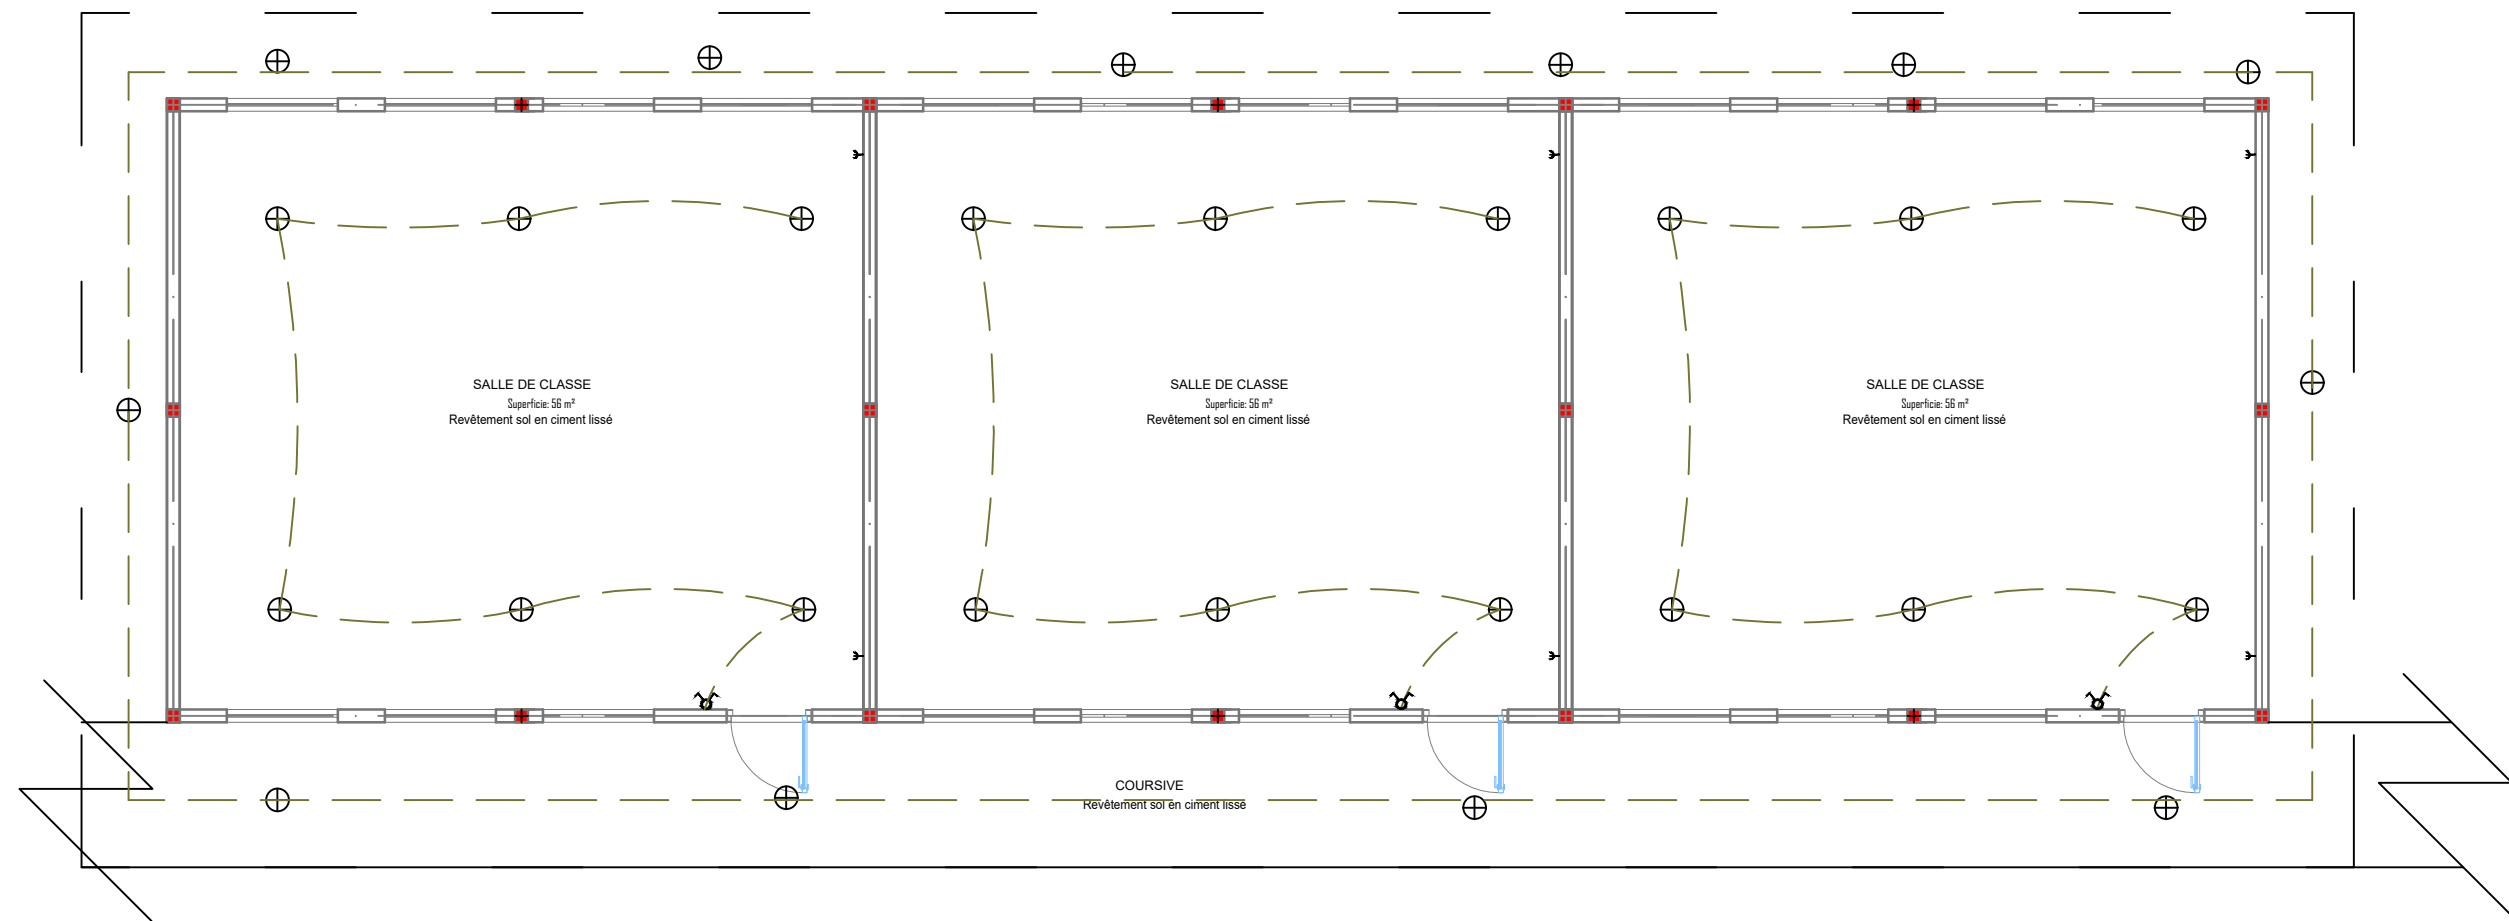 SALLE DE CLASSE
Superficie: 56 m²
Revêtement sol en ciment lissé
SALLE DE CLASSE
Superficie: 56 m²
Revêtement sol en ciment lissé
SALLE DE CLASSE
Superficie: 56 m²
Revêtement sol en ciment lissé
COURSIVE
Revêtement sol en ciment lissé